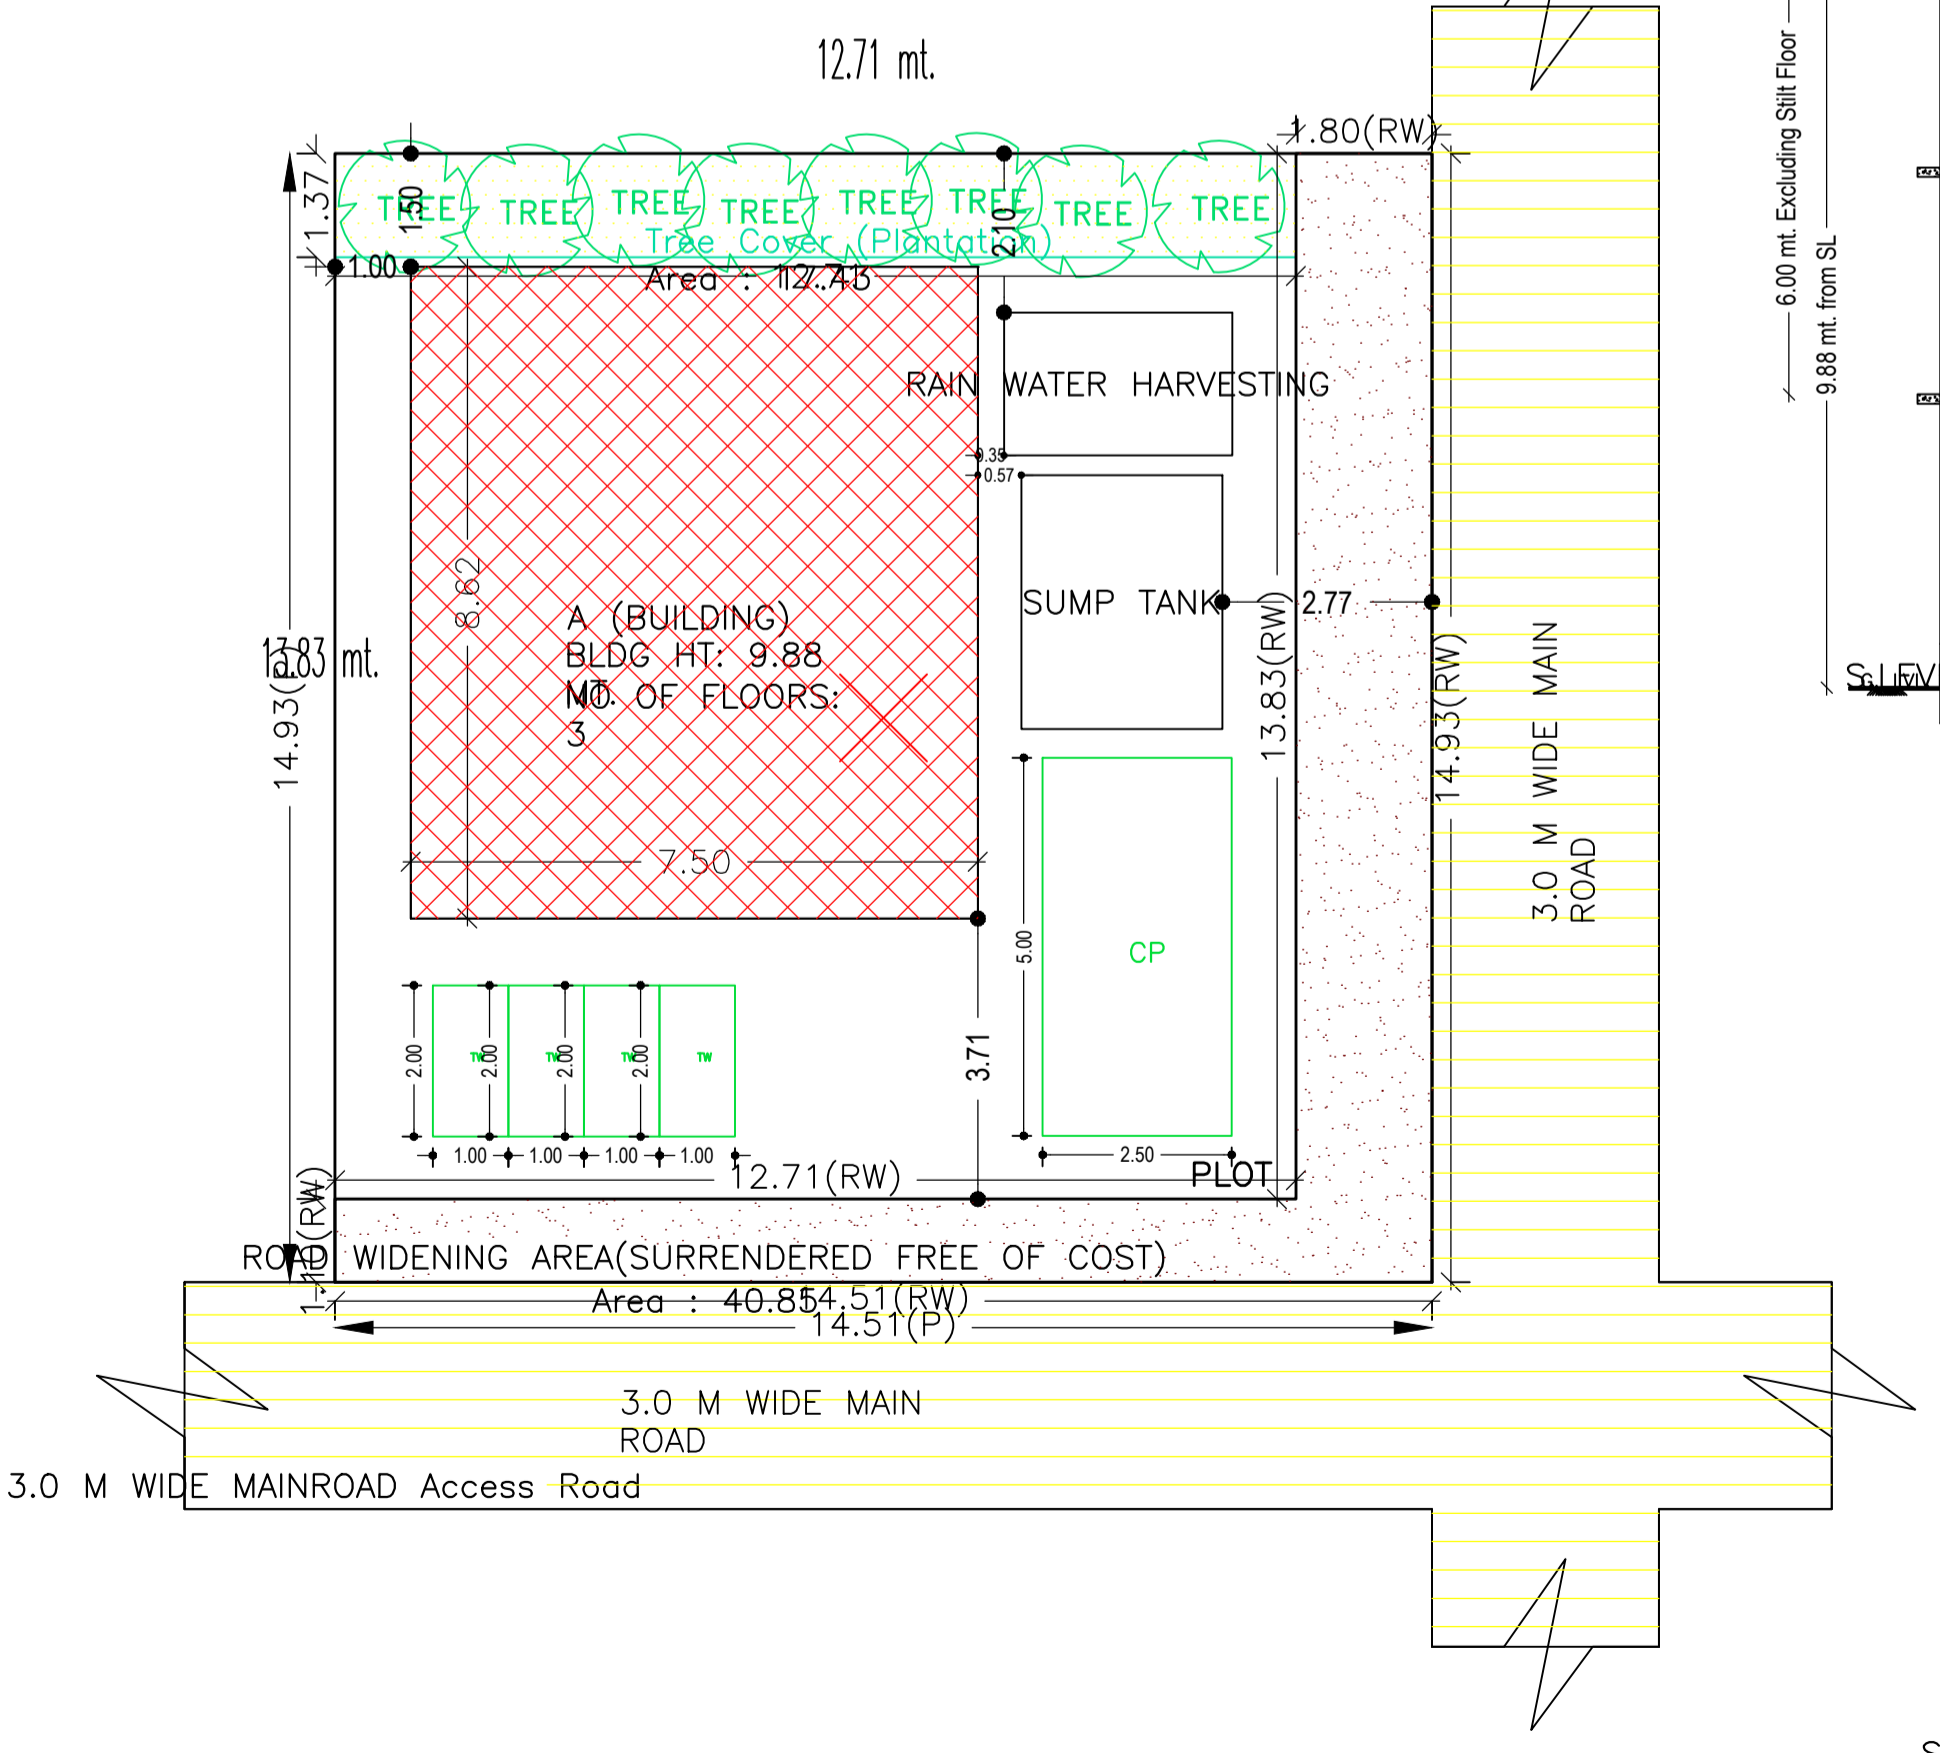 12.71 mt.
1.80(RW)
6.00 mt. Excluding Stilt Floor
9.88 mt. from SL
1.37
1.50
2.10
TREE
TREE
TREE
TREE
TREE
TREE
TREE
TREE
Tree Cover (Plantation)
1.00
Area :
RAIN WATER HARVESTING
0.35
0.57
SUMP TANK
2.77
8.62
A (BUILDING)
BLDG HT: 9.88
MT.
NO. OF FLOORS:
3
13.83 mt.
14.93(P)
13.83(RW)
14.93(RW)
3.0 M WIDE MAIN
ROAD
7.50
5.00
CP
3.71
2.00
TW
2.00
TW
2.00
TW
2.00
TW
1.00
1.00
1.00
1.00
2.50
12.71(RW)
PLOT
1.10(RW)
ROAD WIDENING AREA(SURRENDERED FREE OF COST)
Area : 40.85
14.51(RW)
14.51(P)
3.0 M WIDE MAIN
ROAD
3.0 M WIDE MAINROAD Access Road